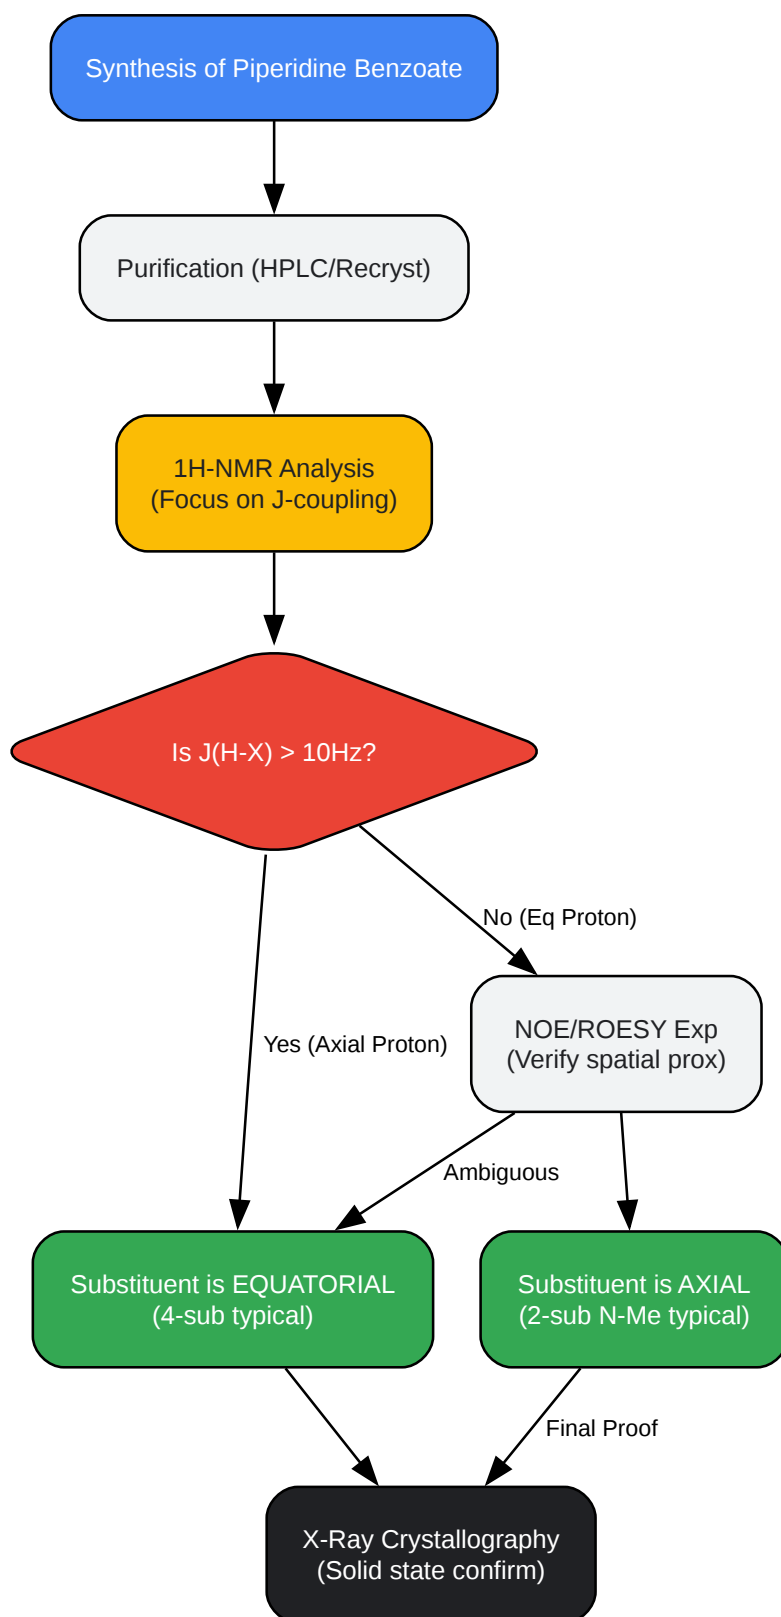 Synthesis of Piperidine Benzoate
Purification (HPLC/Recryst)
1H-NMR Analysis
(Focus on J-coupling)
Is J(H-X) > 10Hz?
No (Eq Proton)
NOE/ROESY Exp
(Verify spatial prox)
Yes (Axial Proton)
Ambiguous
Substituent is EQUATORIAL
(4-sub typical)
Substituent is AXIAL
(2-sub N-Me typical)
Final Proof
X-Ray Crystallography
(Solid state confirm)